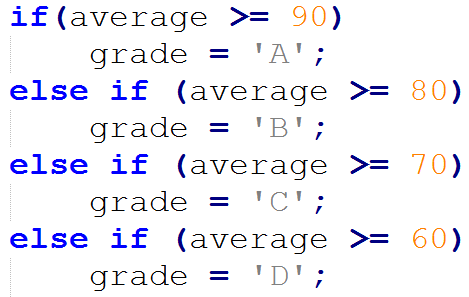 if(average >= 90)
    grade = 'A';
else if (average >= 80)
    grade = 'B';
else if (average >= 70)
    grade = 'C';
else if (average >= 60)
    grade = 'D';